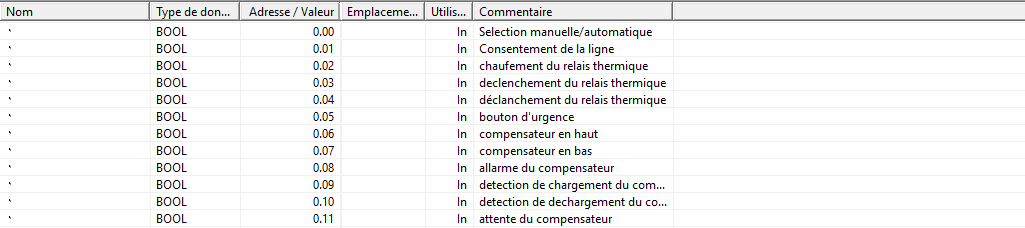 Nom Type de don... Adresse / Valeur Emplaceme... Utilis... Commentaire
` BOOL 0.00 In Selection manuelle/automatique
` BOOL 0.01 In Consentement de la ligne
` BOOL 0.02 In chaufement du relais thermique
` BOOL 0.03 In declenchement du relais thermique
` BOOL 0.04 In déclanchement du relais thermique
` BOOL 0.05 In bouton d'urgence
` BOOL 0.06 In compensateur en haut
` BOOL 0.07 In compensateur en bas
` BOOL 0.08 In allarme du compensateur
` BOOL 0.09 In detection de chargement du com...
` BOOL 0.10 In detection de dechargement du co...
` BOOL 0.11 In attente du compensateur